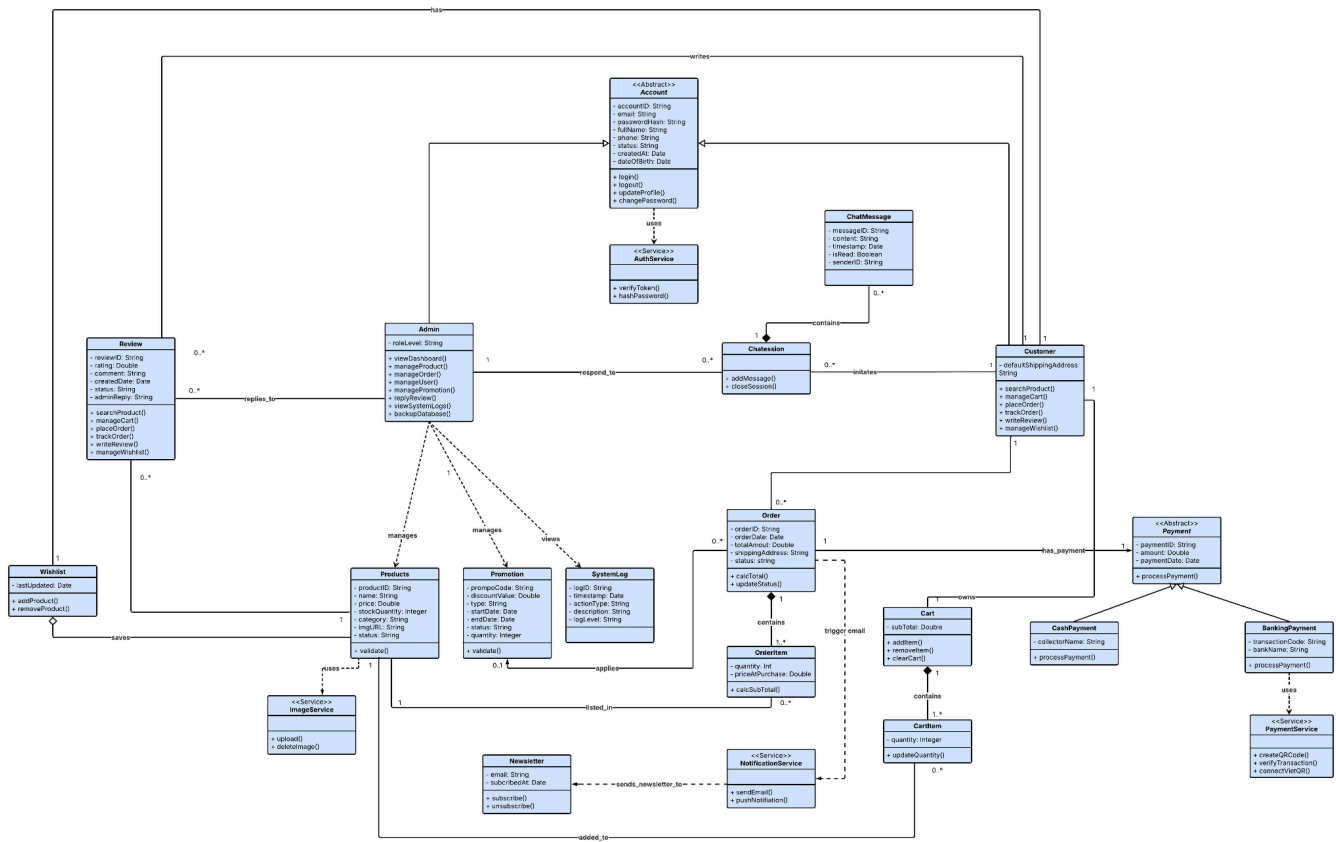 has
writes
<<Abstract>>
Account
- accountID: String
- email: String
- passwordHash: String
- fullName: String
- phone: String
- status: String
- createdAt: Date
- dateOfBirth: Date
+ login()
+ logout()
+ updateProfile()
+ changePassword()
uses
<<Service>>
AuthService
+ verifyToken()
+ hashPassword()
ChatMessage
- messageID: String
- content: String
- timestamp: Date
- isRead: Boolean
- senderID: String
0..*
contains
1
Chatession
+ addMessage()
+ closeSession()
0..*
respond_to
1
0..*
initates
1
Admin
- roleLevel: String
+ viewDashboard()
+ manageProduct()
+ manageOrder()
+ manageUser()
+ managePromotion()
+ replyReview()
+ viewSystemLogs()
+ backupDatabase()
Review
- reviewID: String
- rating: Double
- comment: String
- createdDate: Date
- status: String
- adminReply: String
+ searchProduct()
+ manageCart()
+ placeOrder()
+ trackOrder()
+ writeReview()
+ manageWishlist()
0..*
0..*
replies_to
0..*
1
1
Customer
- defaultShippingAddress:
String
+ searchProduct()
+ manageCart()
+ placeOrder()
+ trackOrder()
+ writeReview()
+ manageWishlist()
1
1
manages
1
manages
views
1
Wishlist
- lastUpdated: Date
+ addProduct()
+ removeProduct()
saves
1
Products
- productID: String
- name: String
- price: Double
- stockQuantity: Integer
- category: String
- imgURL: String
- status: String
+ validate()
1
uses
<<Service>>
ImageService
+ upload()
+ deleteImage()
Promotion
- prompoCode: String
- discountValue: Double
- type: String
- startDate: Date
- endDate: Date
- status: String
- quantity: Integer
+ validate()
0..1
applies
0..*
SystemLog
- logID: String
- timestamp: Date
- actionType: String
- description: String
- logLevel: String
0..*
Order
- orderID: String
- orderDate: Date
- totalAmout: Double
- shippingAddress: String
- status: string
+ calcTotal()
+ updateStatus()
1
contains
1..*
OrderItem
- quantity: Int
- priceAtPurchase: Double
+ calcSubTotal()
0..*
listed_in
1
trigger email
1
has_payment
1
<<Abstract>>
Payment
- paymentID: String
- amount: Double
- paymentDate: Date
+ processPayment()
owns
1
Cart
- subTotal: Double
+ addItem()
+ removeItem()
+ clearCart()
1
contains
1..*
CartItem
- quantity: Integer
+ updateQuantity()
0..*
added_to
CashPayment
- collectorName: String
+ processPayment()
BankingPayment
- transactionCode: String
- bankName: String
+ processPayment()
uses
<<Service>>
PaymentService
+ createQRCode()
+ verifyTransaction()
+ connectVietQR()
Newsletter
- email: String
- subcribedAt: Date
+ subscribe()
+ unsubscribe()
sends_newsletter_to
<<Service>>
NotificationService
+ sendEmail()
+ pushNotifiation()